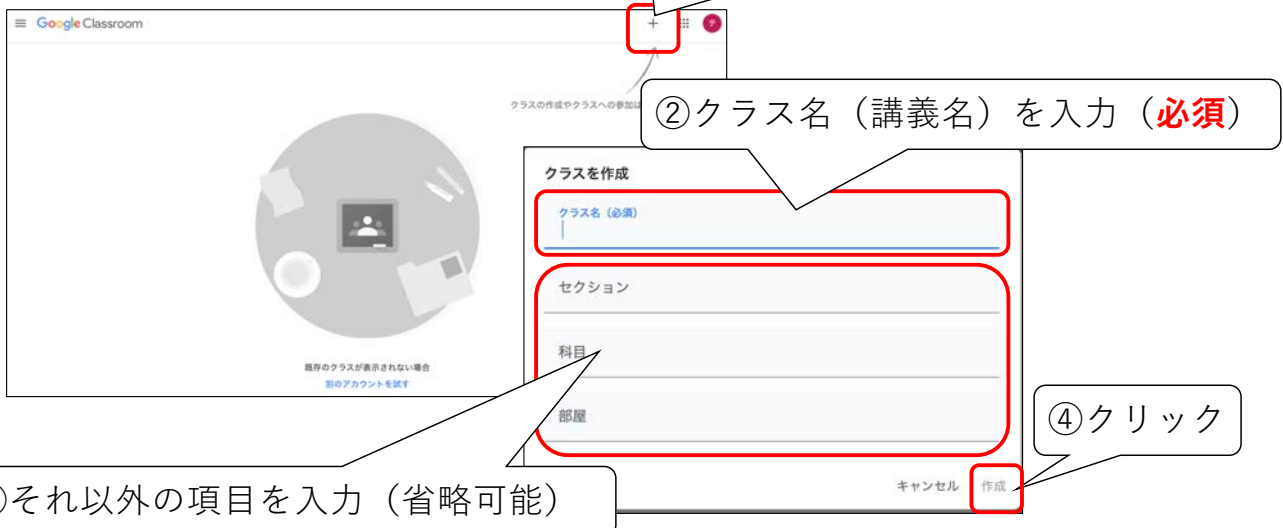 Google Classroom
テ
クラスの作成やクラスへの参加は
②クラス名（講義名）を入力（必須）
クラスを作成
クラス名（必須）
セクション
科目
部屋
既存のクラスが表示されない場合
別のアカウントを試す
④クリック
それ以外の項目を入力（省略可能）
キャンセル 作成